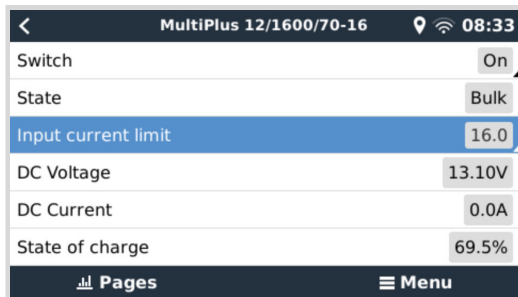 MultiPlus 12/1600/70-16 08:33
Switch On
State Bulk
Input current limit 16.0
DC Voltage 13.10V
DC Current 0.0A
State of charge 69.5%
Pages Menu